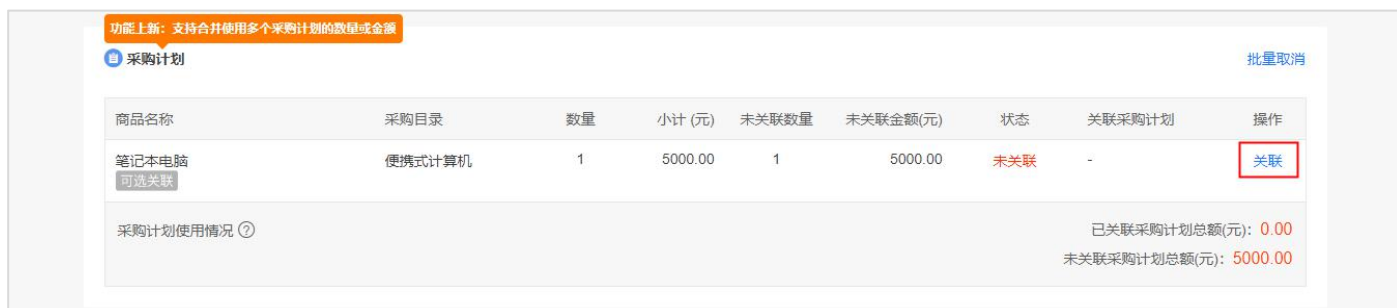 功能上新：支持合并使用多个采购计划的数量或金额
采购计划 批量取消
商品名称 采购目录 数量 小计 (元) 未关联数量 未关联金额(元) 状态 关联采购计划 操作
笔记本电脑 便携式计算机 1 5000.00 1 5000.00 未关联 - 关联
可选关联
采购计划使用情况 ? 已关联采购计划总额(元)：0.00
未关联采购计划总额(元)：5000.00